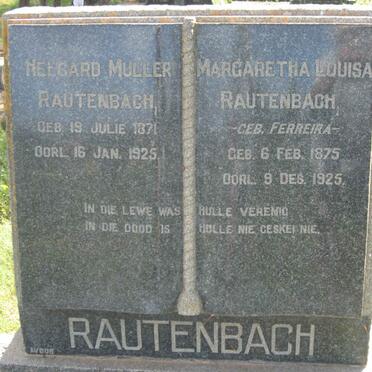 HELGARD MULLER
RAUTENBACH,
GEB. 19 JULIE 1871
OORL. 16 JAN. 1925.
MARGARETHA LOUISA
RAUTENBACH,
-(GEB. FERREIRA)-
GEB. 6 FEB. 1875
OORL. 9 DES. 1925.
IN DIE LEWE WAS HULLE VERENIG
IN DIE DOOD IS HULLE NIE GESKEI NIE.
RAUTENBACH